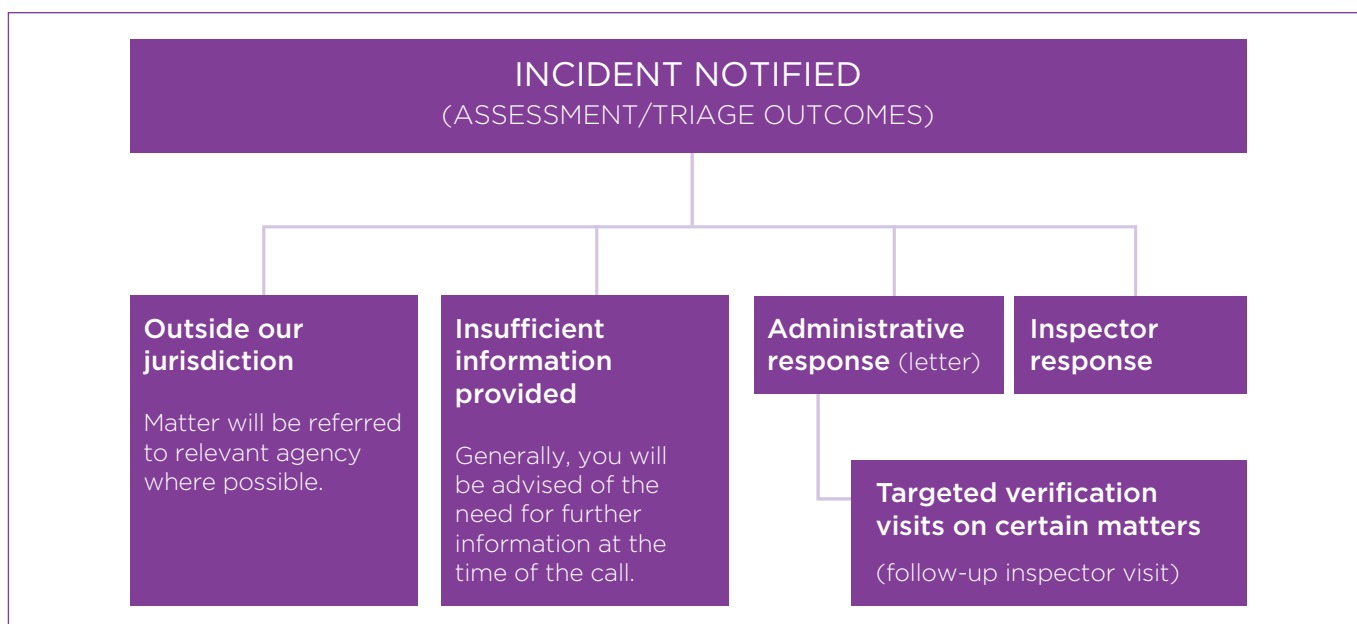 INCIDENT NOTIFIED
(ASSESSMENT/TRIAGE OUTCOMES)
Outside our
jurisdiction
Matter will be referred
to relevant agency
where possible.
Insufficient
information
provided
Generally, you will
be advised of the
need for further
information at the
time of the call.
Administrative
response (letter)
Inspector
response
Targeted verification
visits on certain matters
(follow-up inspector visit)